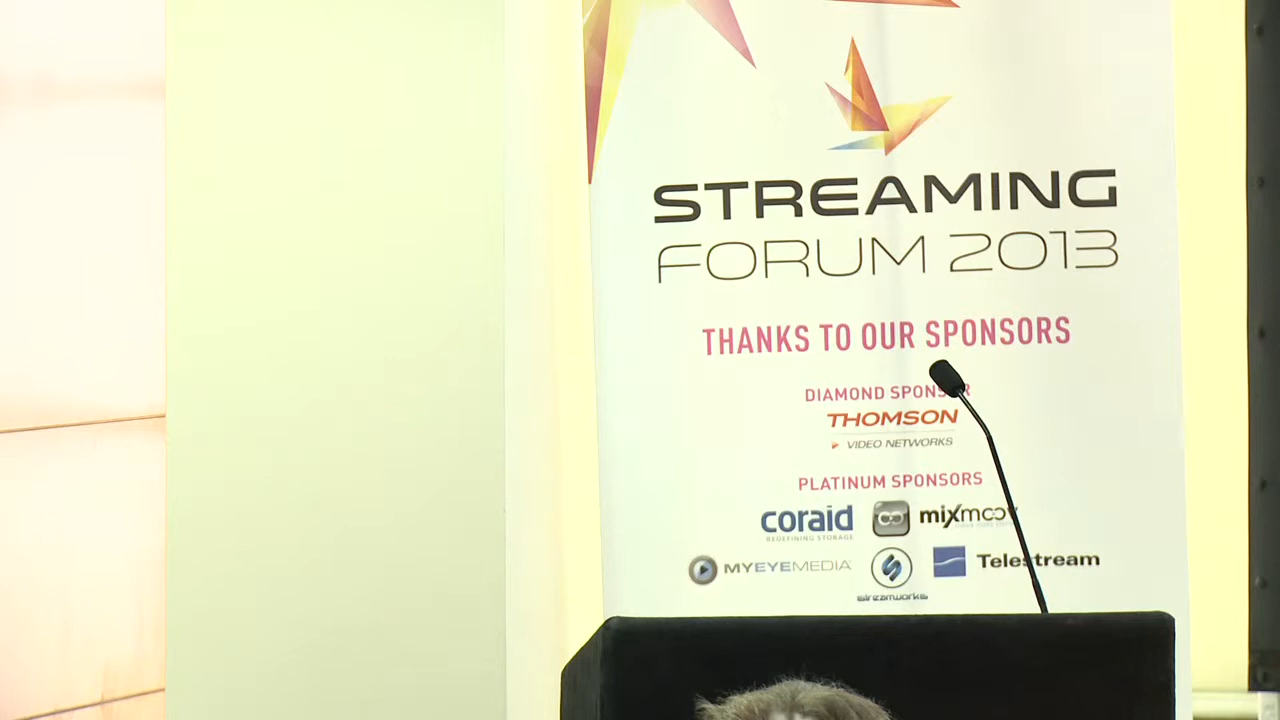 STREAMING
FORUM 2013
THANKS TO OUR SPONSORS
DIAMOND SPONSOR
THOMSON
VIDEO NETWORKS
PLATINUM SPONSORS
coraid
REDEFINING STORAGE
miXmoov
MYEYEMEDIA
streamworks
Telestream